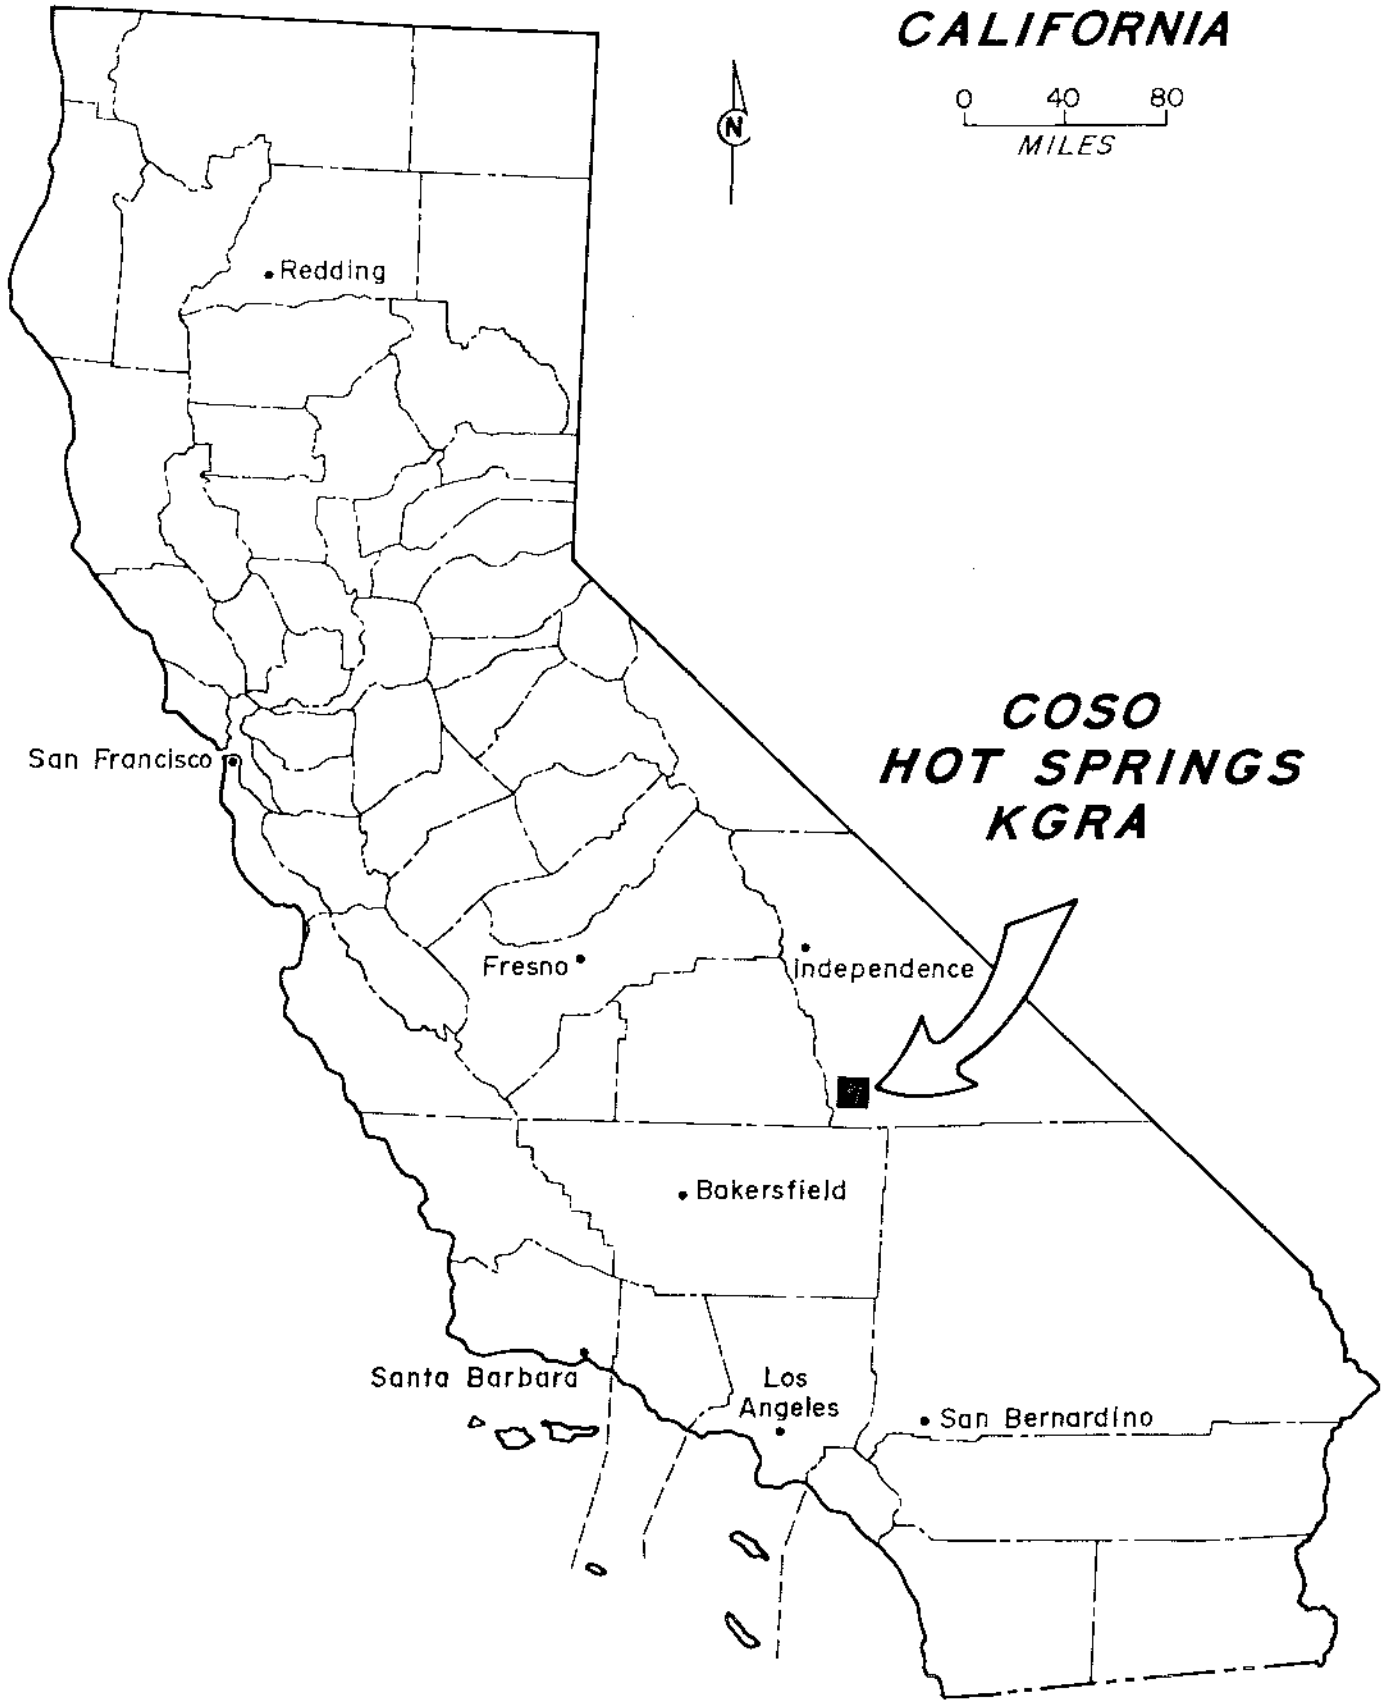 CALIFORNIA
0 40 80
MILES
N
Redding
COSO
HOT SPRINGS
KGRA
San Francisco
Fresno
Independence
Bakersfield
Santa Barbara
Los
Angeles
San Bernardino